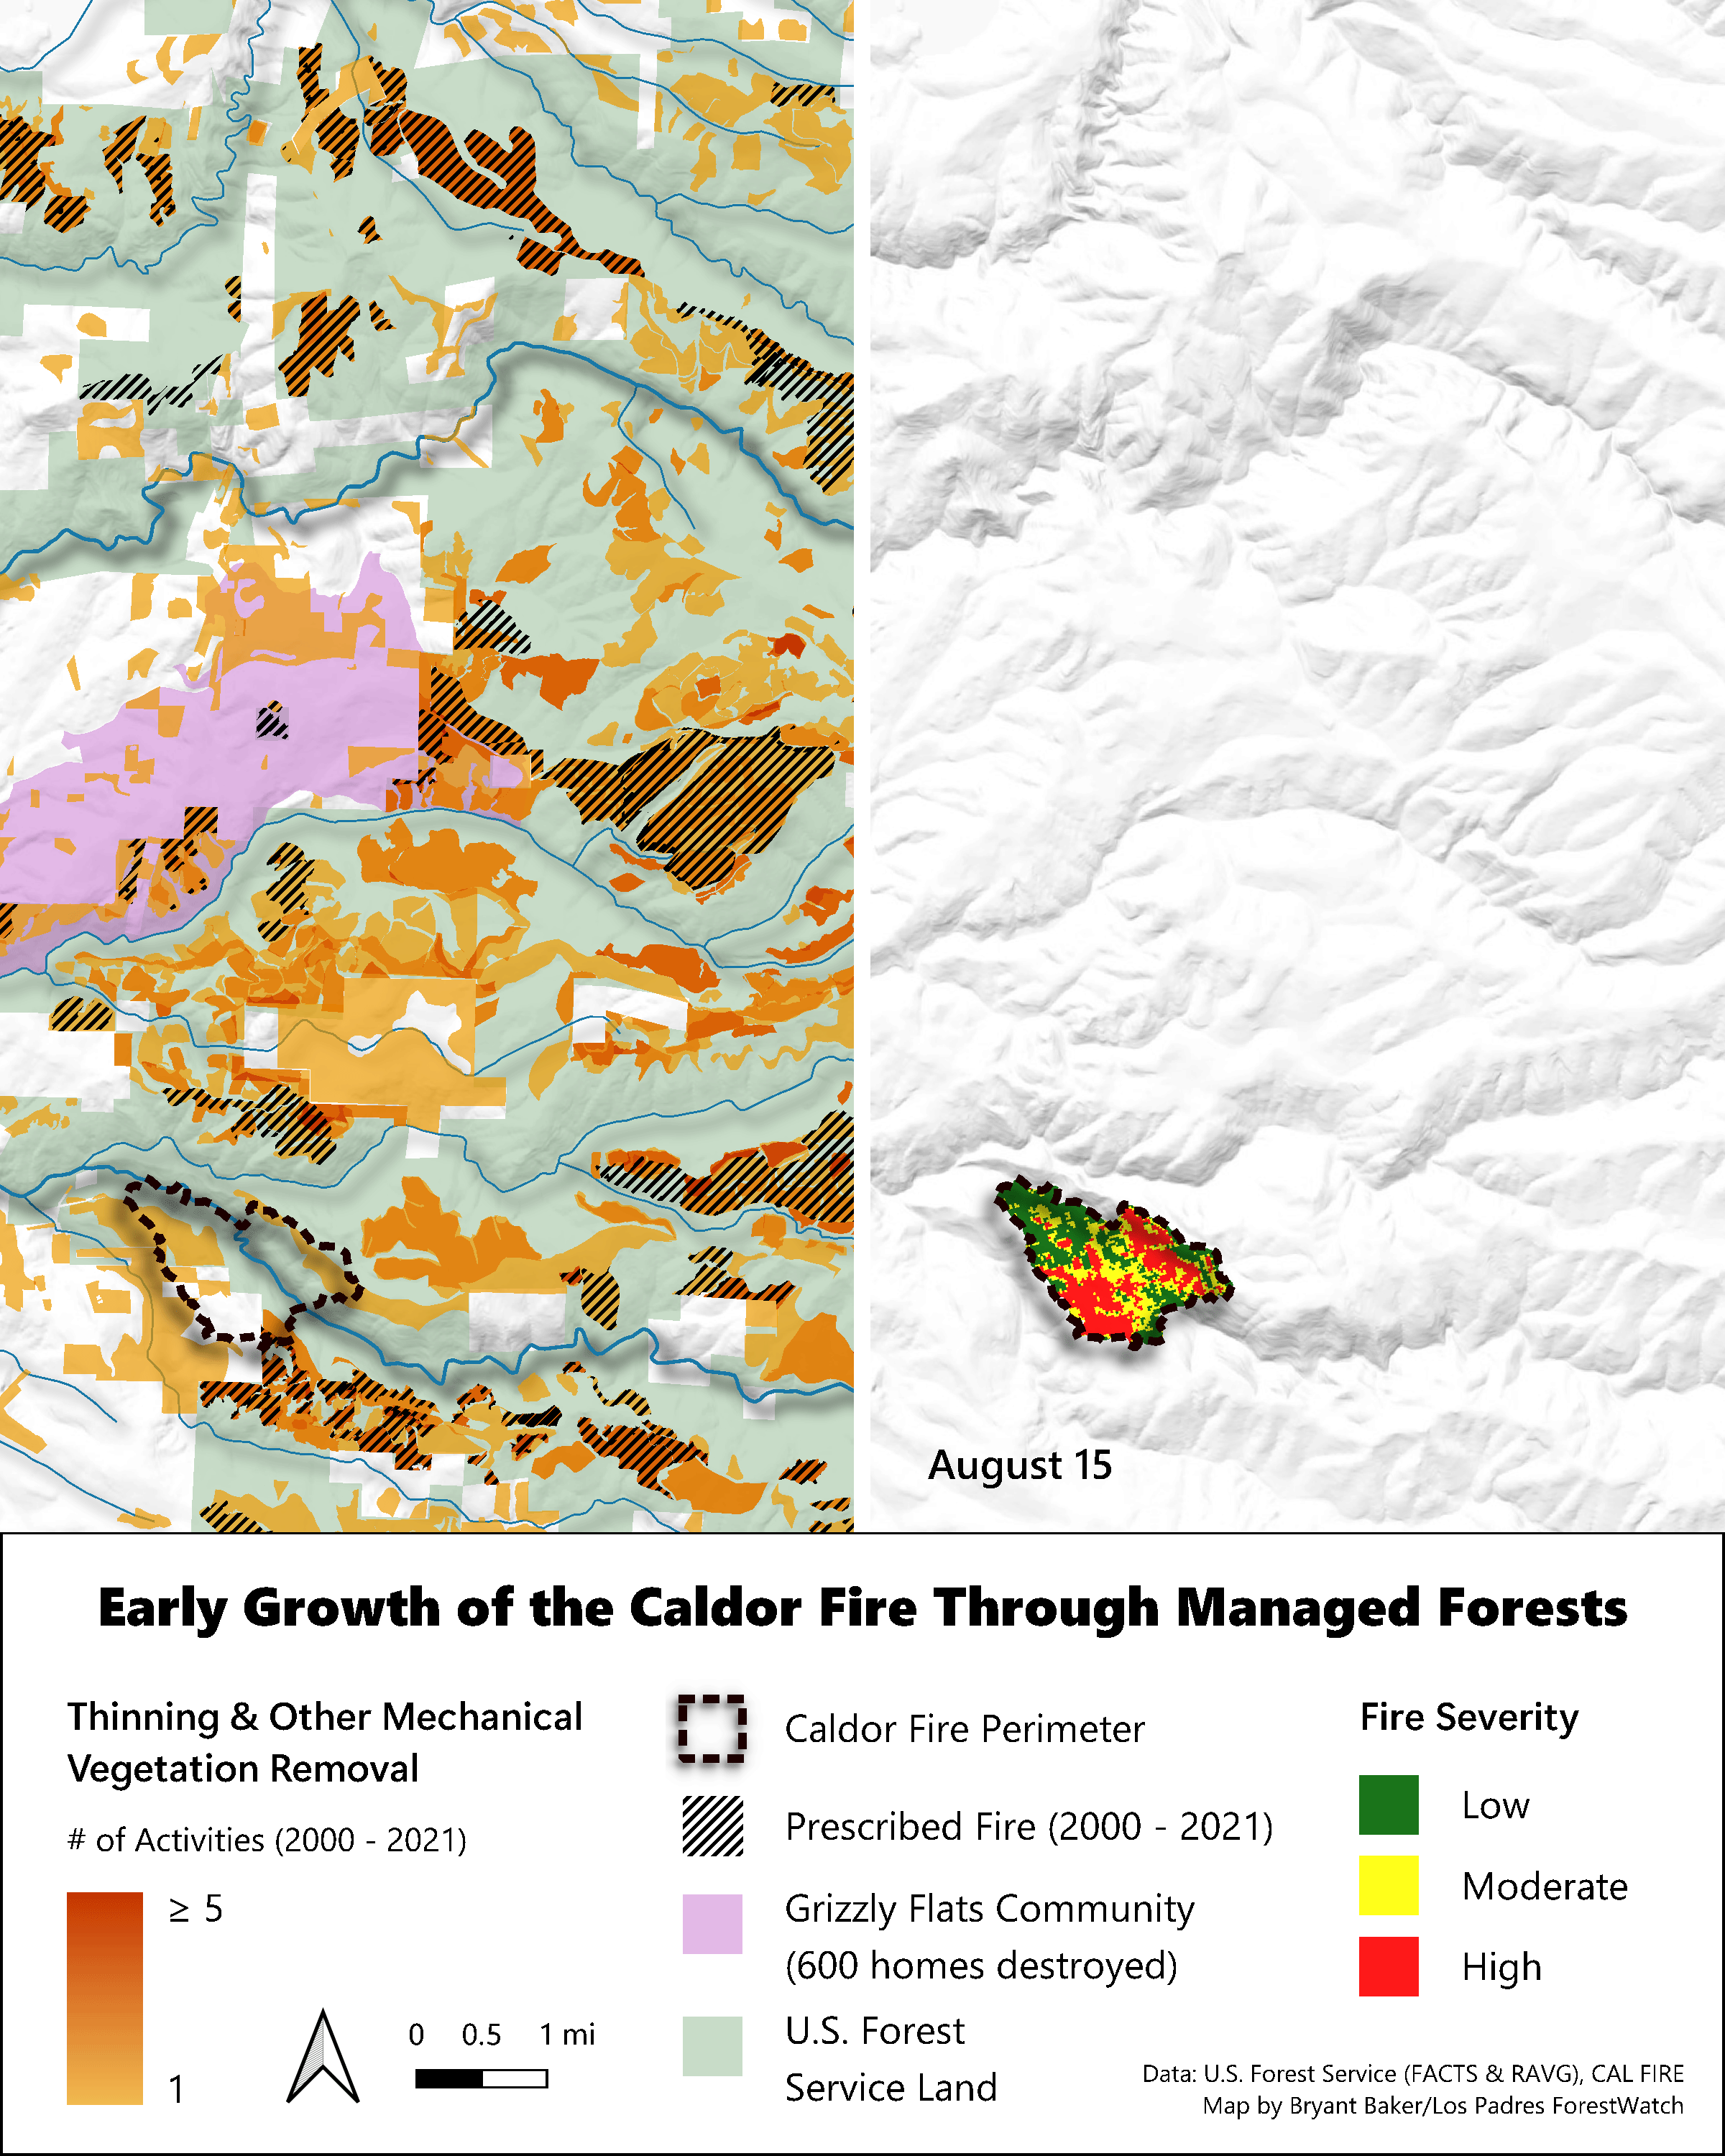 August 15
Early Growth of the Caldor Fire Through Managed Forests
Thinning & Other Mechanical
Vegetation Removal
# of Activities (2000 - 2021)
≥ 5
1
0 0.5 1 mi
Caldor Fire Perimeter
Prescribed Fire (2000 - 2021)
Grizzly Flats Community
(600 homes destroyed)
U.S. Forest
Service Land
Fire Severity
Low
Moderate
High
Data: U.S. Forest Service (FACTS & RAVG), CAL FIRE
Map by Bryant Baker/Los Padres ForestWatch